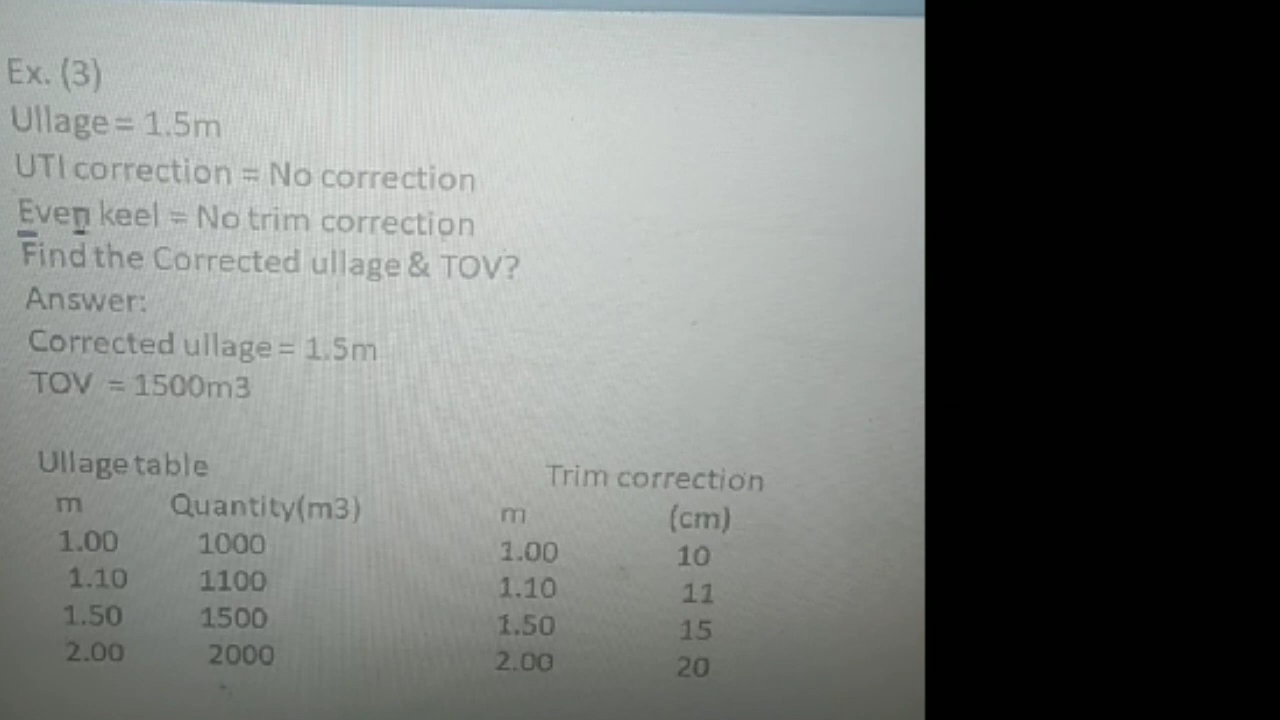 Ex. (3)
Ullage = 1.5m
UTI correction = No correction
Even keel = No trim correction
Find the Corrected ullage & TOV?
Answer:
Corrected ullage = 1.5m
TOV = 1500m3
Ullage table
m Quantity(m3)
1.00 1000
1.10 1100
1.50 1500
2.00 2000
Trim correction
m (cm)
1.00 10
1.10 11
1.50 15
2.00 20